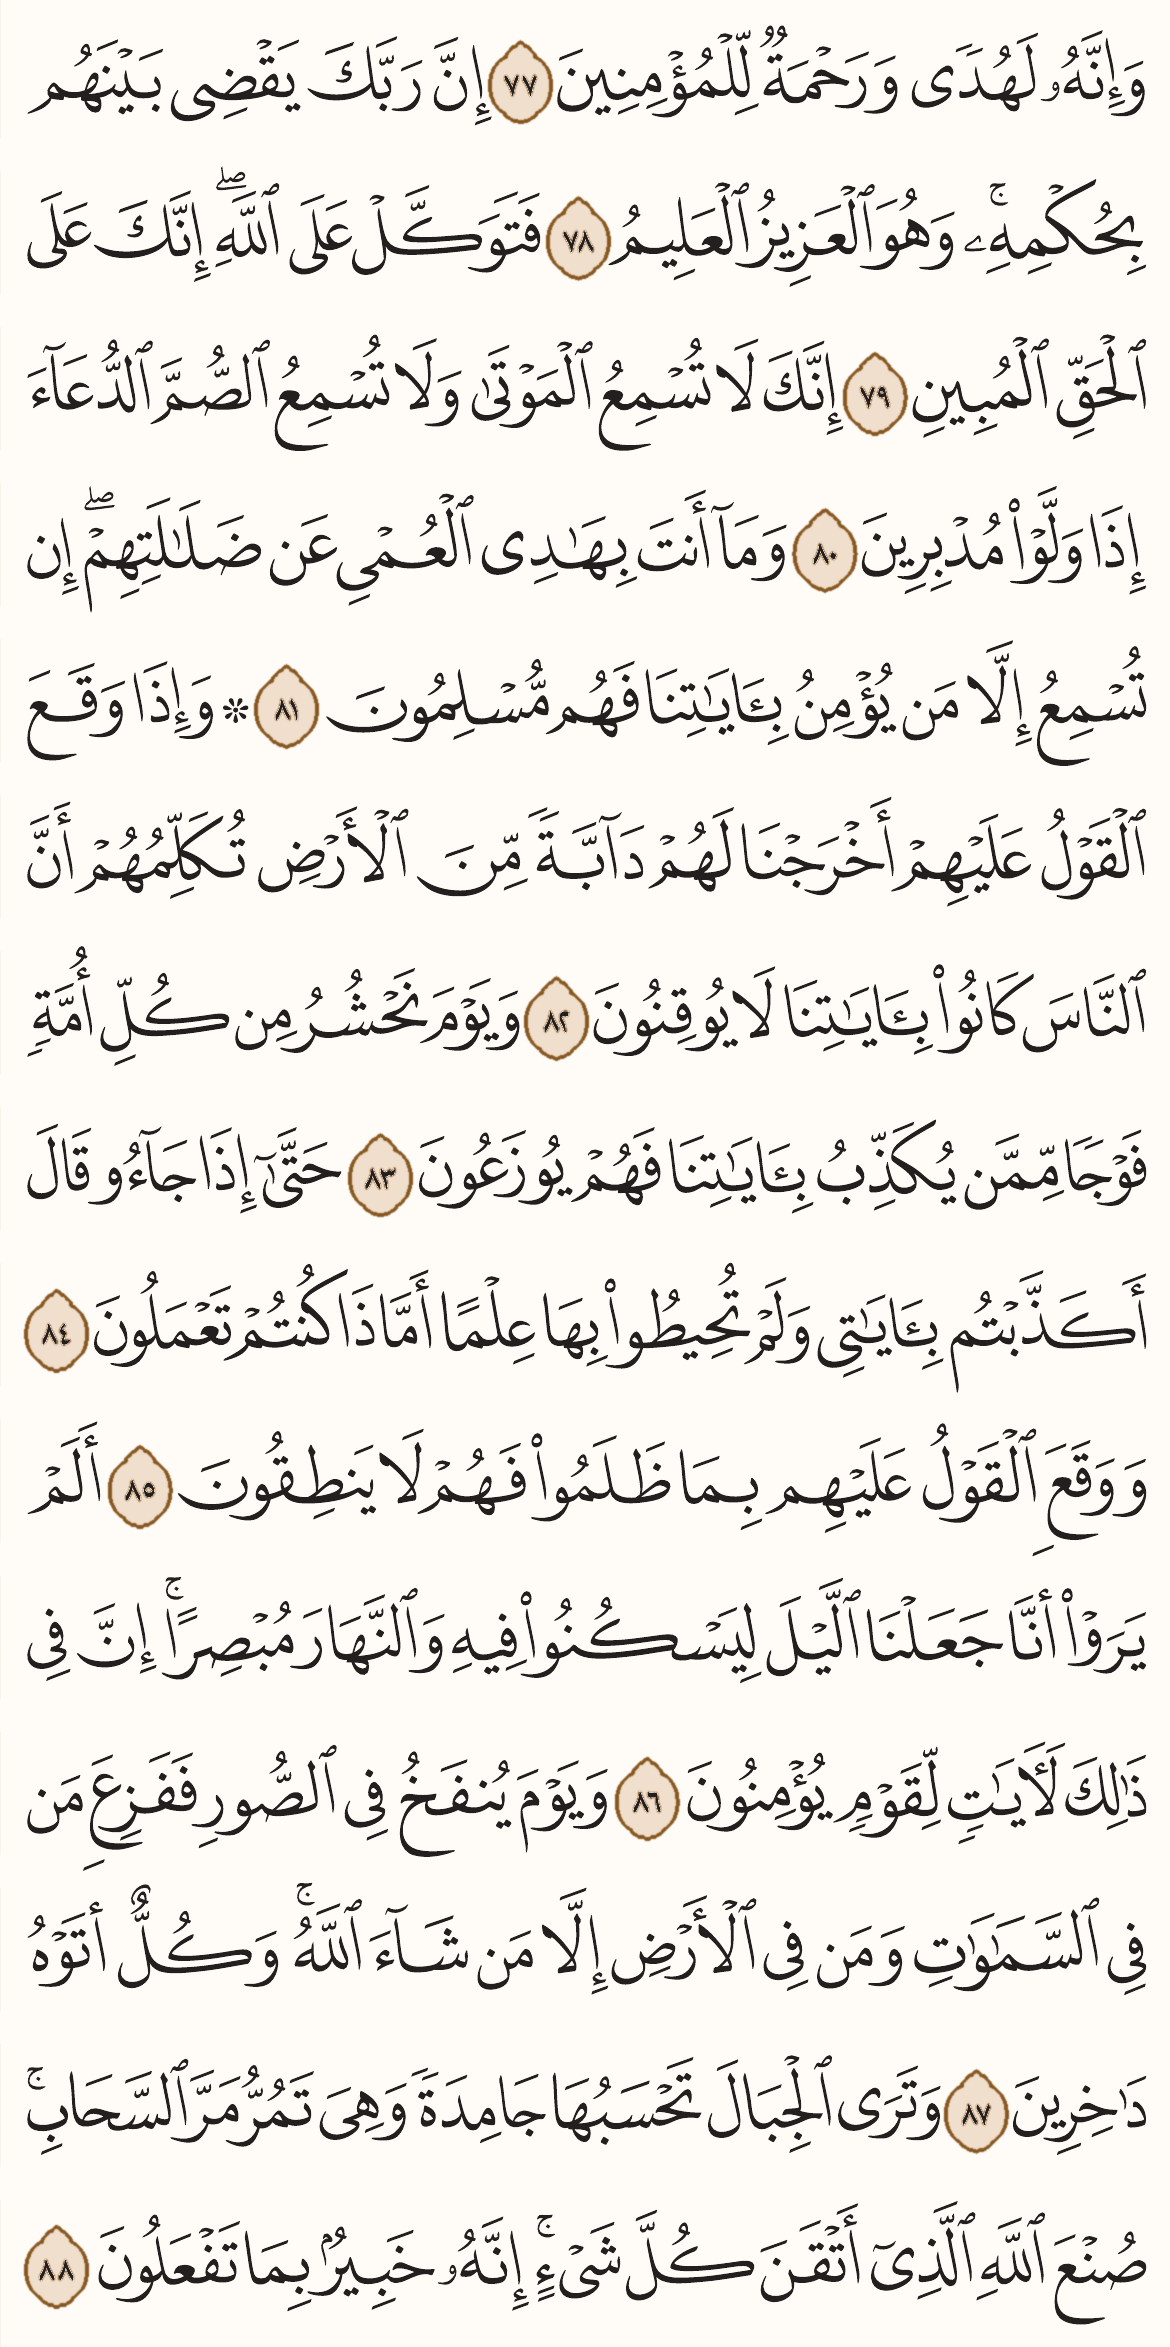 وَإِنَّهُۥ لَهُدًى وَرَحْمَةٌ لِّلْمُؤْمِنِينَ ٧٧ إِنَّ رَبَّكَ يَقْضِى بَيْنَهُم
بِحُكْمِهِۦۚ وَهُوَ ٱلْعَزِيزُ ٱلْعَلِيمُ ٧٨ فَتَوَكَّلْ عَلَى ٱللَّهِۖ إِنَّكَ عَلَى
ٱلْحَقِّ ٱلْمُبِينِ ٧٩ إِنَّكَ لَا تُسْمِعُ ٱلْمَوْتَىٰ وَلَا تُسْمِعُ ٱلصُّمَّ ٱلدُّعَآءَ
إِذَا وَلَّوْا۟ مُدْبِرِينَ ٨٠ وَمَآ أَنتَ بِهَـٰدِى ٱلْعُمْىِ عَن ضَلَـٰلَتِهِمْۖ إِن
تُسْمِعُ إِلَّا مَن يُؤْمِنُ بِـَٔايَـٰتِنَا فَهُم مُّسْلِمُونَ ٨١ ۞ وَإِذَا وَقَعَ
ٱلْقَوْلُ عَلَيْهِمْ أَخْرَجْنَا لَهُمْ دَآبَّةً مِّنَ ٱلْأَرْضِ تُكَلِّمُهُمْ أَنَّ
ٱلنَّاسَ كَانُوا۟ بِـَٔايَـٰتِنَا لَا يُوقِنُونَ ٨٢ وَيَوْمَ نَحْشُرُ مِن كُلِّ أُمَّةٍ
فَوْجًا مِّمَّن يُكَذِّبُ بِـَٔايَـٰتِنَا فَهُمْ يُوزَعُونَ ٨٣ حَتَّىٰٓ إِذَا جَآءُو قَالَ
أَكَذَّبْتُم بِـَٔايَـٰتِى وَلَمْ تُحِيطُوا۟ بِهَا عِلْمًا أَمَّاذَا كُنتُمْ تَعْمَلُونَ ٨٤
وَوَقَعَ ٱلْقَوْلُ عَلَيْهِم بِمَا ظَلَمُوا۟ فَهُمْ لَا يَنطِقُونَ ٨٥ أَلَمْ
يَرَوْا۟ أَنَّا جَعَلْنَا ٱلَّيْلَ لِيَسْكُنُوا۟ فِيهِ وَٱلنَّهَارَ مُبْصِرًاۚ إِنَّ فِى
ذَٰلِكَ لَـَٔايَـٰتٍ لِّقَوْمٍ يُؤْمِنُونَ ٨٦ وَيَوْمَ يُنفَخُ فِى ٱلصُّورِ فَفَزِعَ مَن
فِى ٱلسَّمَـٰوَٰتِ وَمَن فِى ٱلْأَرْضِ إِلَّا مَن شَآءَ ٱللَّهُۚ وَكُلٌّ أَتَوْهُ
دَٰخِرِينَ ٨٧ وَتَرَى ٱلْجِبَالَ تَحْسَبُهَا جَامِدَةً وَهِىَ تَمُرُّ مَرَّ ٱلسَّحَابِۚ
صُنْعَ ٱللَّهِ ٱلَّذِىٓ أَتْقَنَ كُلَّ شَىْءٍۚ إِنَّهُۥ خَبِيرٌۢ بِمَا تَفْعَلُونَ ٨٨